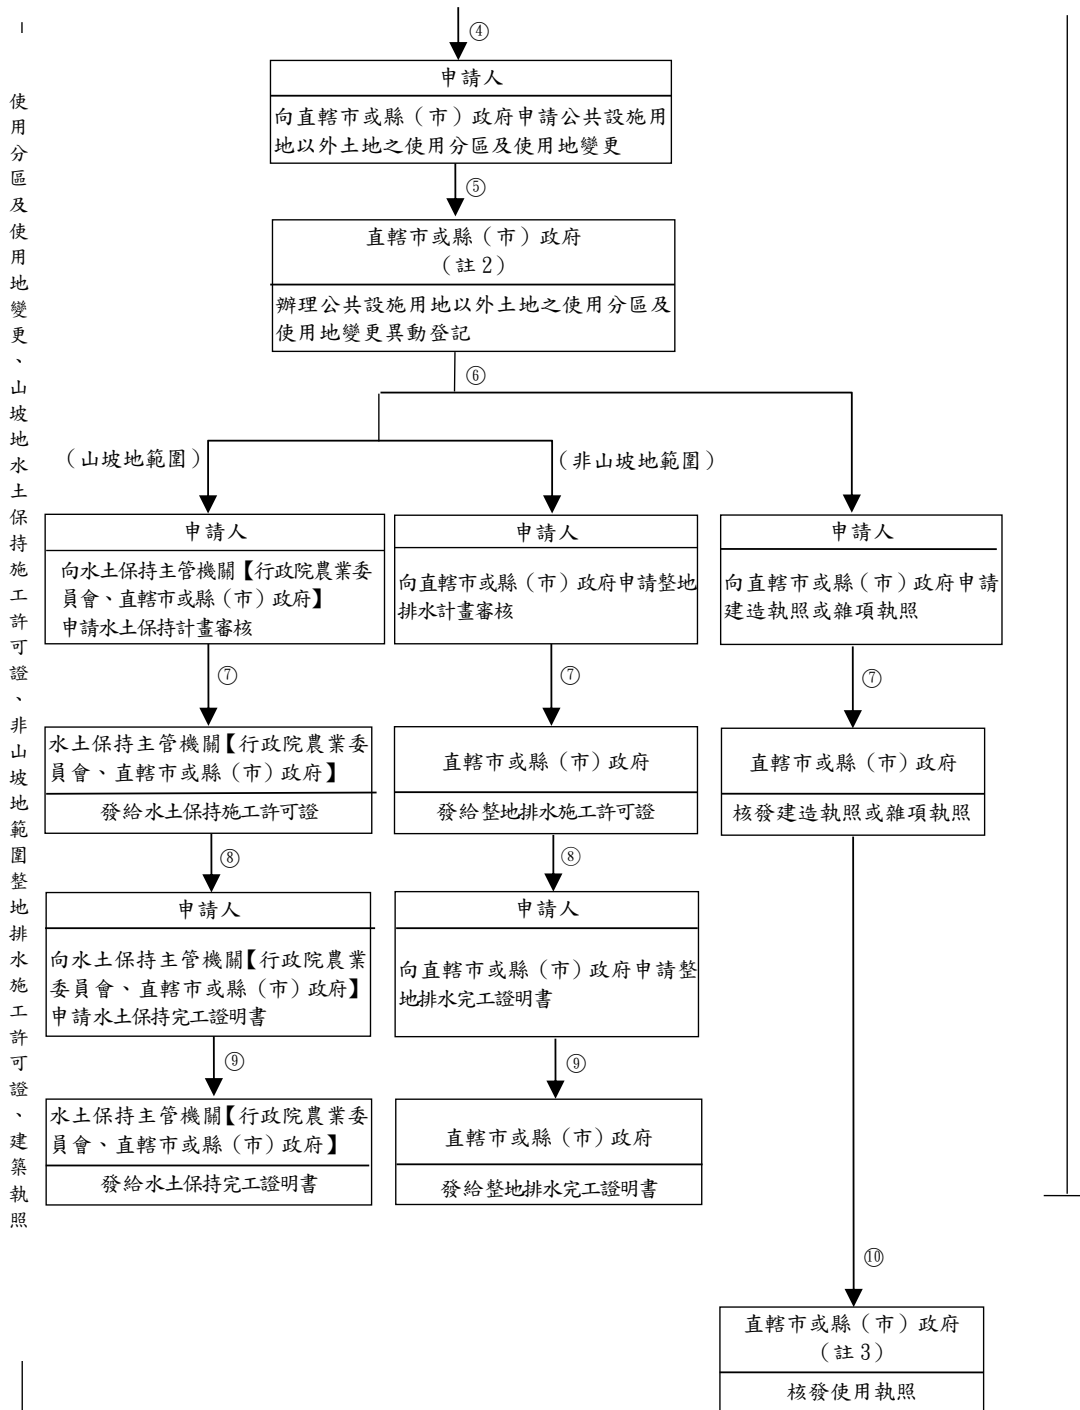 ④
申請人
向直轄市或縣（市）政府申請公共設施用
地以外土地之使用分區及使用地變更
⑤
直轄市或縣（市）政府
（註2）
辦理公共設施用地以外土地之使用分區及
使用地變更異動登記
⑥
（山坡地範圍）
（非山坡地範圍）
申請人
向水土保持主管機關【行政院農業委
員會、直轄市或縣（市）政府】
申請水土保持計畫審核
⑦
水土保持主管機關【行政院農業委
員會、直轄市或縣（市）政府】
發給水土保持施工許可證
⑧
申請人
向水土保持主管機關【行政院農業
委員會、直轄市或縣（市）政府】
申請水土保持完工證明書
⑨
水土保持主管機關【行政院農業委
員會、直轄市或縣（市）政府】
發給水土保持完工證明書
申請人
向直轄市或縣（市）政府申請整地
排水計畫審核
⑦
直轄市或縣（市）政府
發給整地排水施工許可證
⑧
申請人
向直轄市或縣（市）政府申請整
地排水完工證明書
⑨
直轄市或縣（市）政府
發給整地排水完工證明書
申請人
向直轄市或縣（市）政府申請
建造執照或雜項執照
⑦
直轄市或縣（市）政府
核發建造執照或雜項執照
⑩
直轄市或縣（市）政府
（註3）
核發使用執照
使用分區及使用地變更、山坡地水土保持施工許可證、非山坡地範圍整地排水施工許可證、建築執照